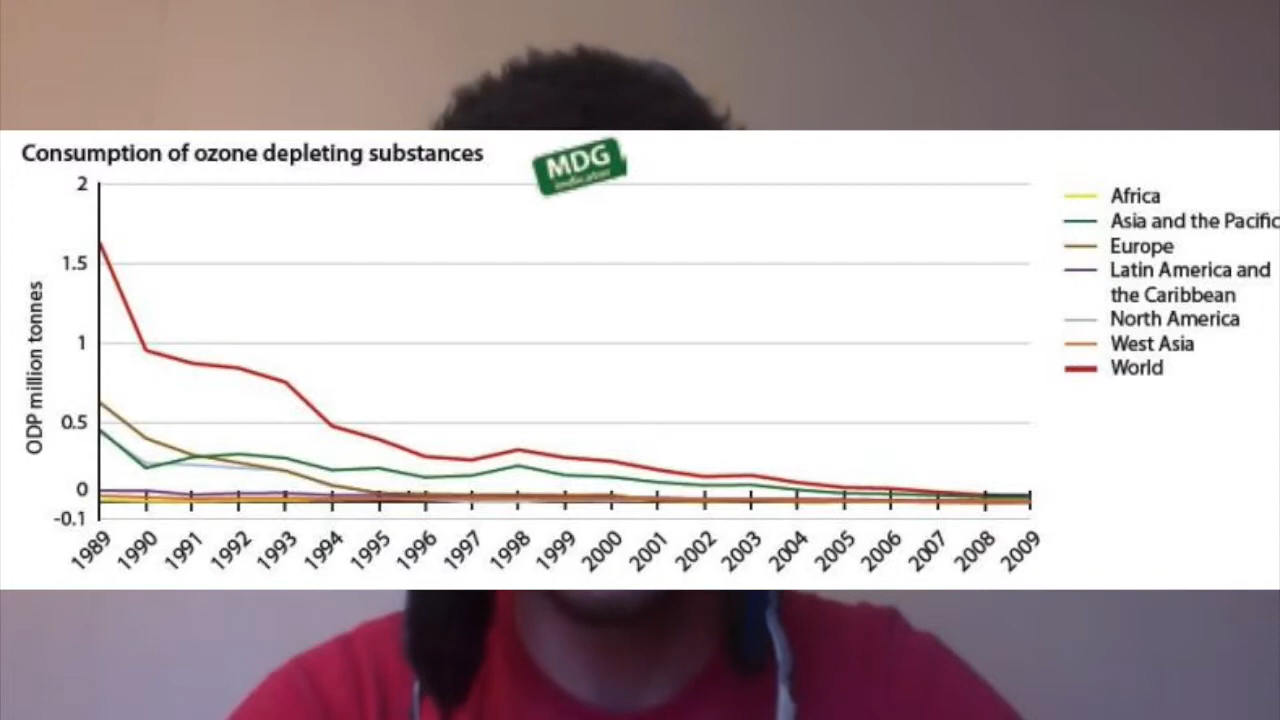 Consumption of ozone depleting substances
MDG
indicator
ODP million tonnes
2
1.5
1
0.5
0
-0.1
1989
1990
1991
1992
1993
1994
1995
1996
1997
1998
1999
2000
2001
2002
2003
2004
2005
2006
2007
2008
2009
Africa
Asia and the Pacific
Europe
Latin America and
the Caribbean
North America
West Asia
World